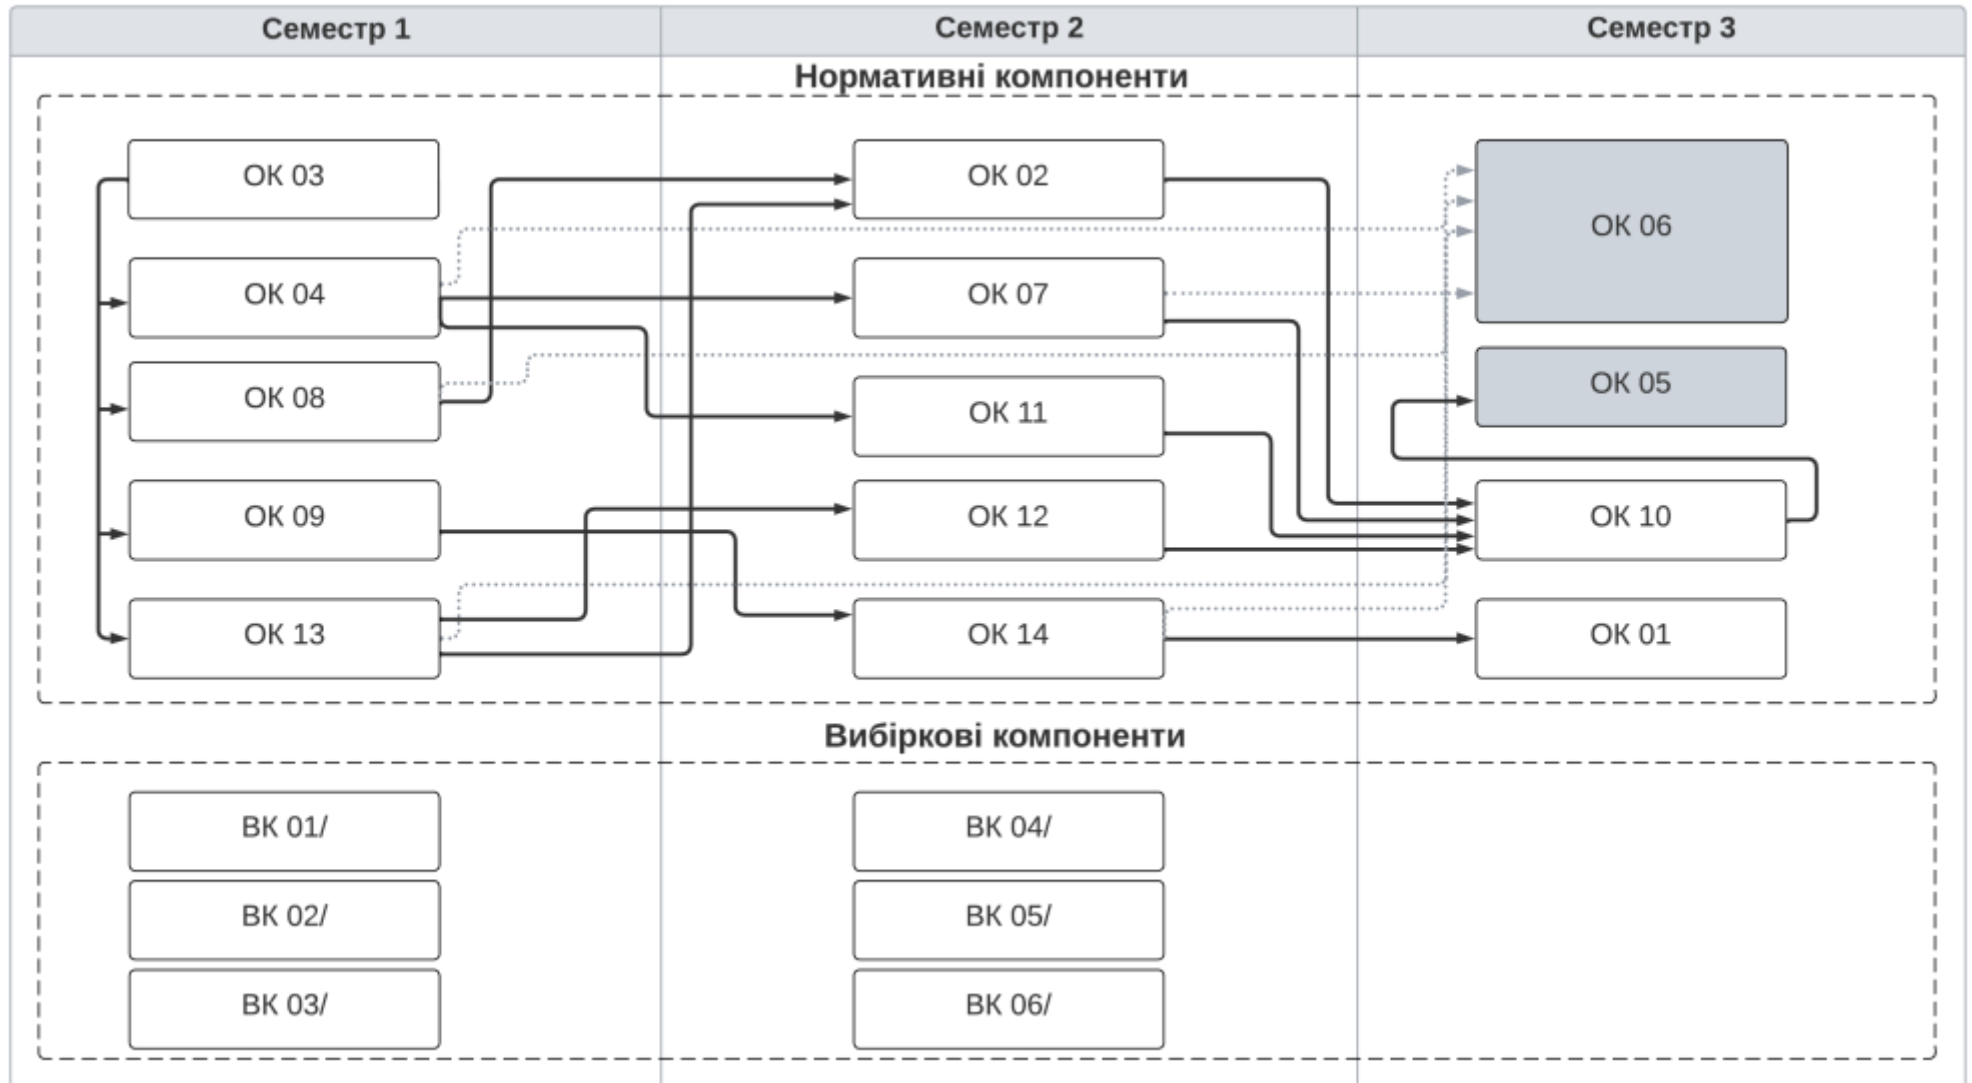 Семестр 1 Семестр 2 Семестр 3
Нормативні компоненти
ОК 03 ОК 02 ОК 06
ОК 04 ОК 07
ОК 08 ОК 11 ОК 05
ОК 09 ОК 12 ОК 10
ОК 13 ОК 14 ОК 01
Вибіркові компоненти
ВК 01/ ВК 04/
ВК 02/ ВК 05/
ВК 03/ ВК 06/